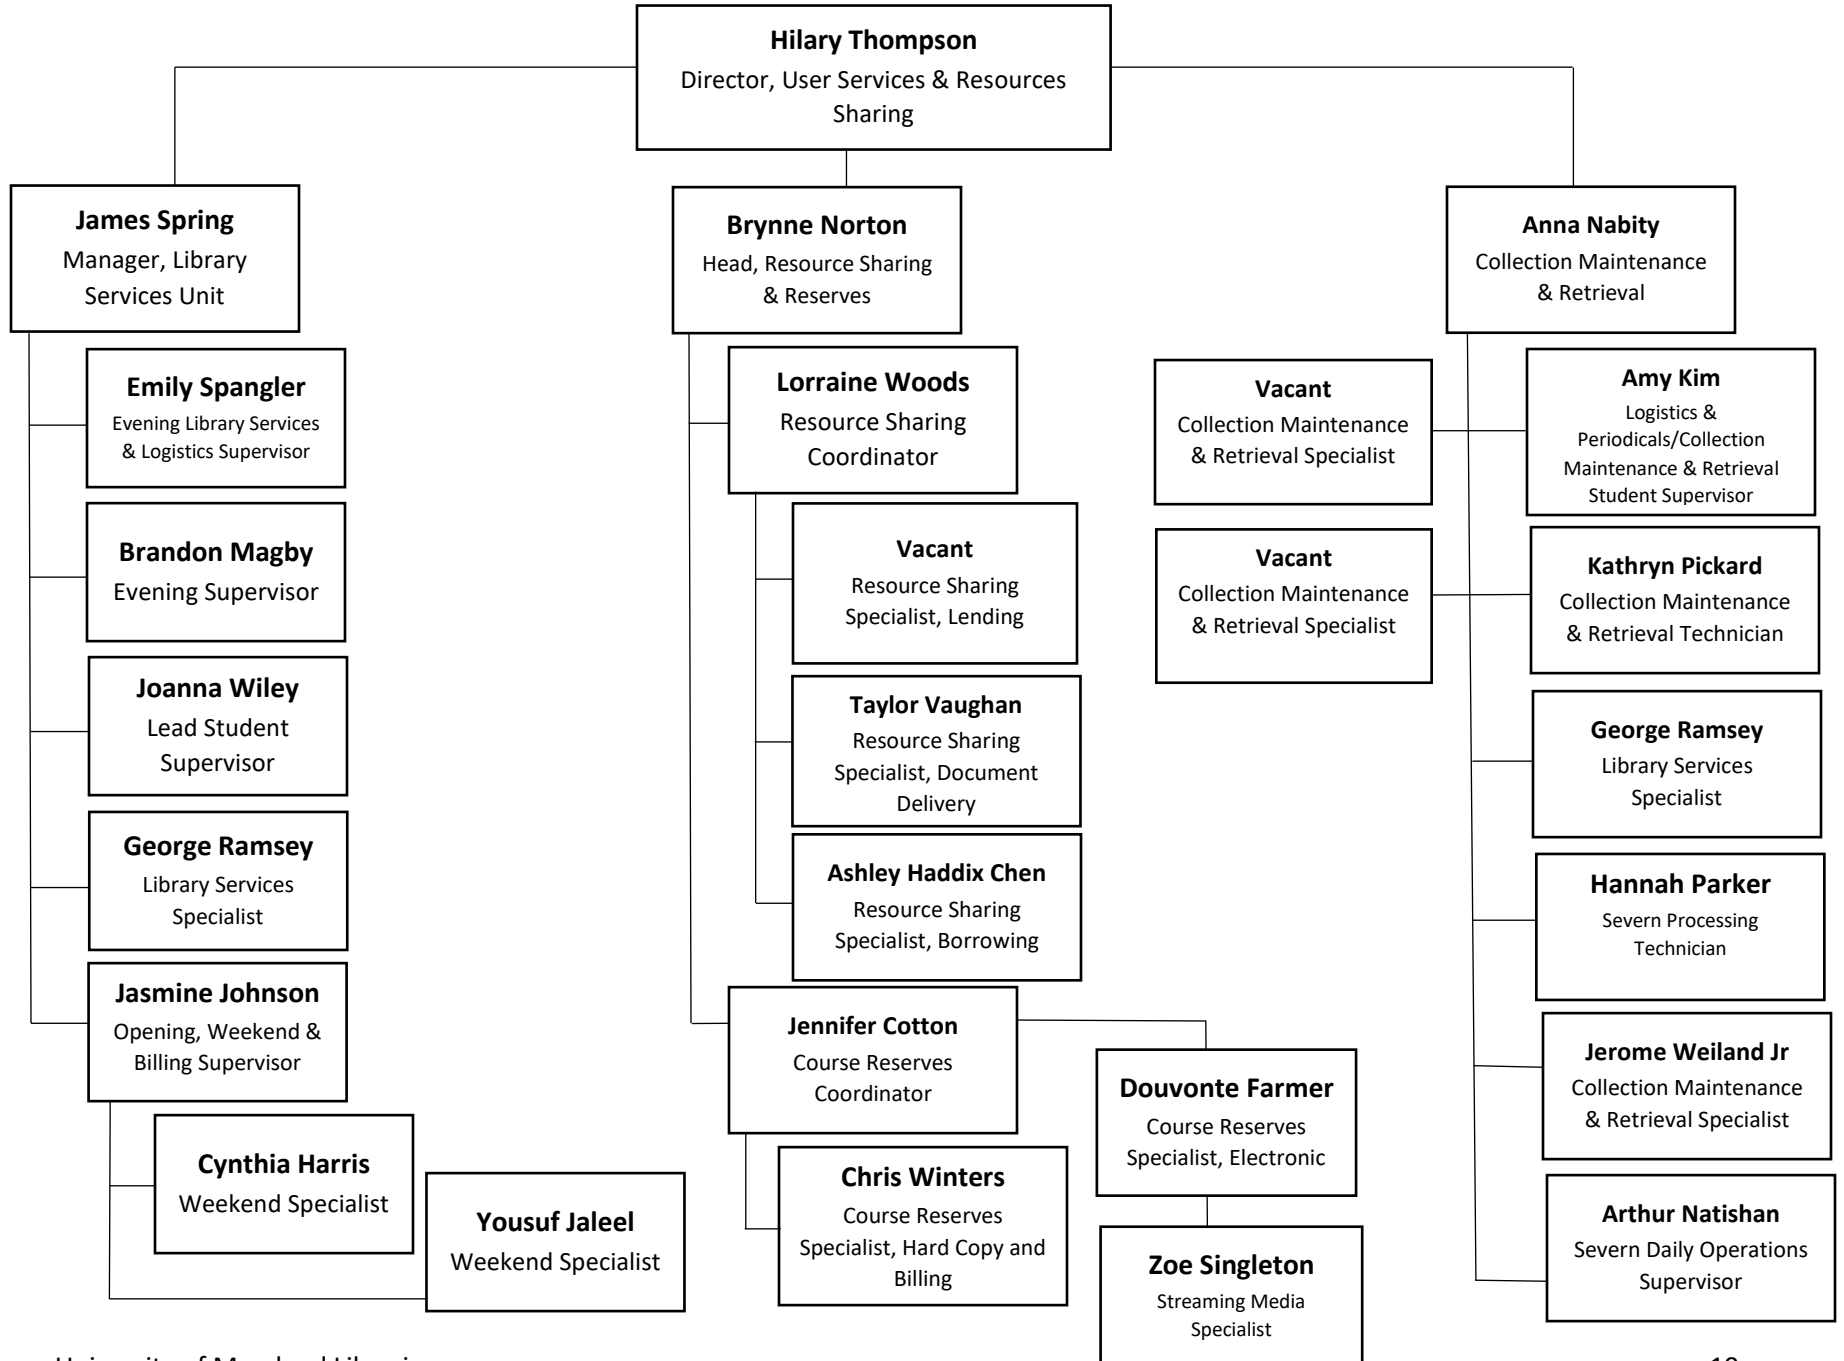 Hilary Thompson
Director, User Services & Resources
Sharing
James Spring
Manager, Library
Services Unit
Emily Spangler
Evening Library Services
& Logistics Supervisor
Brandon Magby
Evening Supervisor
Joanna Wiley
Lead Student
Supervisor
George Ramsey
Library Services
Specialist
Jasmine Johnson
Opening, Weekend &
Billing Supervisor
Cynthia Harris
Weekend Specialist
Yousuf Jaleel
Weekend Specialist
Brynne Norton
Head, Resource Sharing
& Reserves
Lorraine Woods
Resource Sharing
Coordinator
Vacant
Resource Sharing
Specialist, Lending
Taylor Vaughan
Resource Sharing
Specialist, Document
Delivery
Ashley Haddix Chen
Resource Sharing
Specialist, Borrowing
Jennifer Cotton
Course Reserves
Coordinator
Chris Winters
Course Reserves
Specialist, Hard Copy and
Billing
Douvonte Farmer
Course Reserves
Specialist, Electronic
Zoe Singleton
Streaming Media
Specialist
Anna Nabity
Collection Maintenance
& Retrieval
Vacant
Collection Maintenance
& Retrieval Specialist
Vacant
Collection Maintenance
& Retrieval Specialist
Amy Kim
Logistics &
Periodicals/Collection
Maintenance & Retrieval
Student Supervisor
Kathryn Pickard
Collection Maintenance
& Retrieval Technician
George Ramsey
Library Services
Specialist
Hannah Parker
Severn Processing
Technician
Jerome Weiland Jr
Collection Maintenance
& Retrieval Specialist
Arthur Natishan
Severn Daily Operations
Supervisor
University of Maryland Libraries